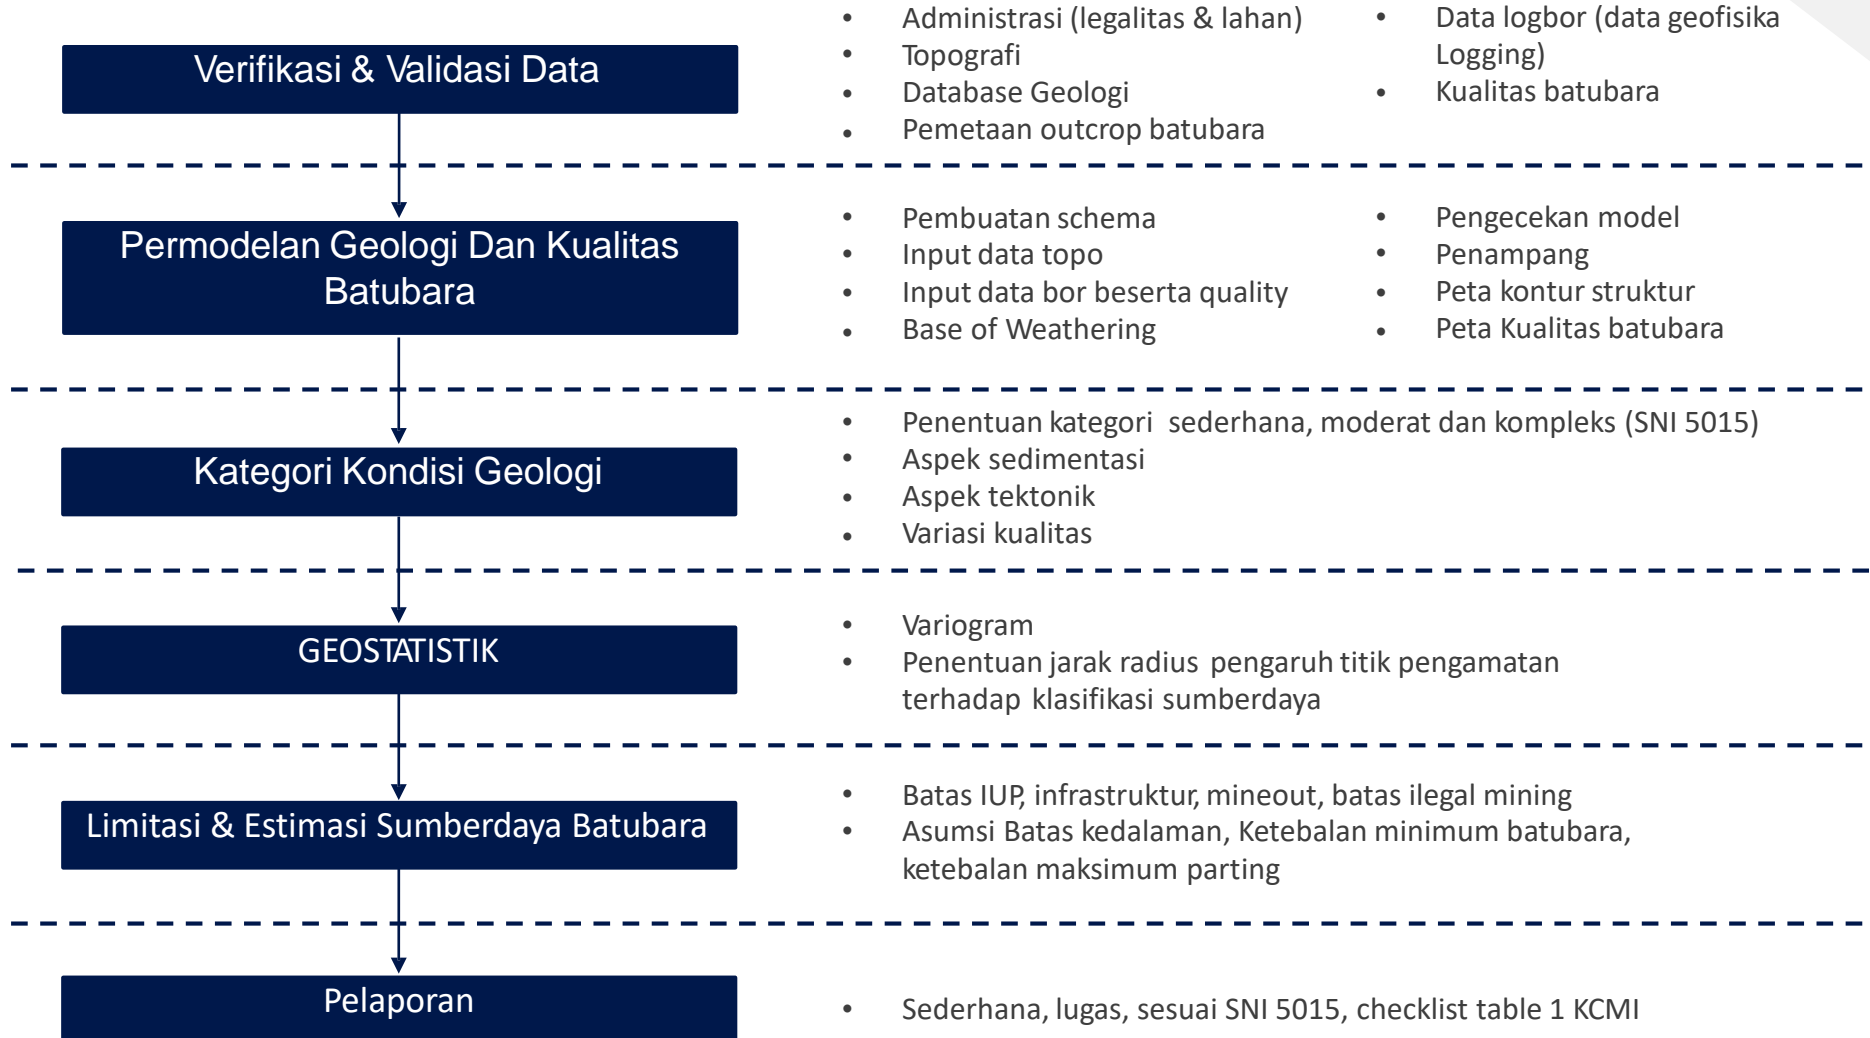 Verifikasi & Validasi Data
• Administrasi (legalitas & lahan)
• Topografi
• Database Geologi
• Pemetaan outcrop batubara
• Data logbor (data geofisika
Logging)
• Kualitas batubara
Permodelan Geologi Dan Kualitas
Batubara
• Pembuatan schema
• Input data topo
• Input data bor beserta quality
• Base of Weathering
• Pengecekan model
• Penampang
• Peta kontur struktur
• Peta Kualitas batubara
Kategori Kondisi Geologi
• Penentuan kategori sederhana, moderat dan kompleks (SNI 5015)
• Aspek sedimentasi
• Aspek tektonik
• Variasi kualitas
GEOSTATISTIK
• Variogram
• Penentuan jarak radius pengaruh titik pengamatan
terhadap klasifikasi sumberdaya
Limitasi & Estimasi Sumberdaya Batubara
• Batas IUP, infrastruktur, mineout, batas ilegal mining
• Asumsi Batas kedalaman, Ketebalan minimum batubara,
ketebalan maksimum parting
Pelaporan
• Sederhana, lugas, sesuai SNI 5015, checklist table 1 KCMI